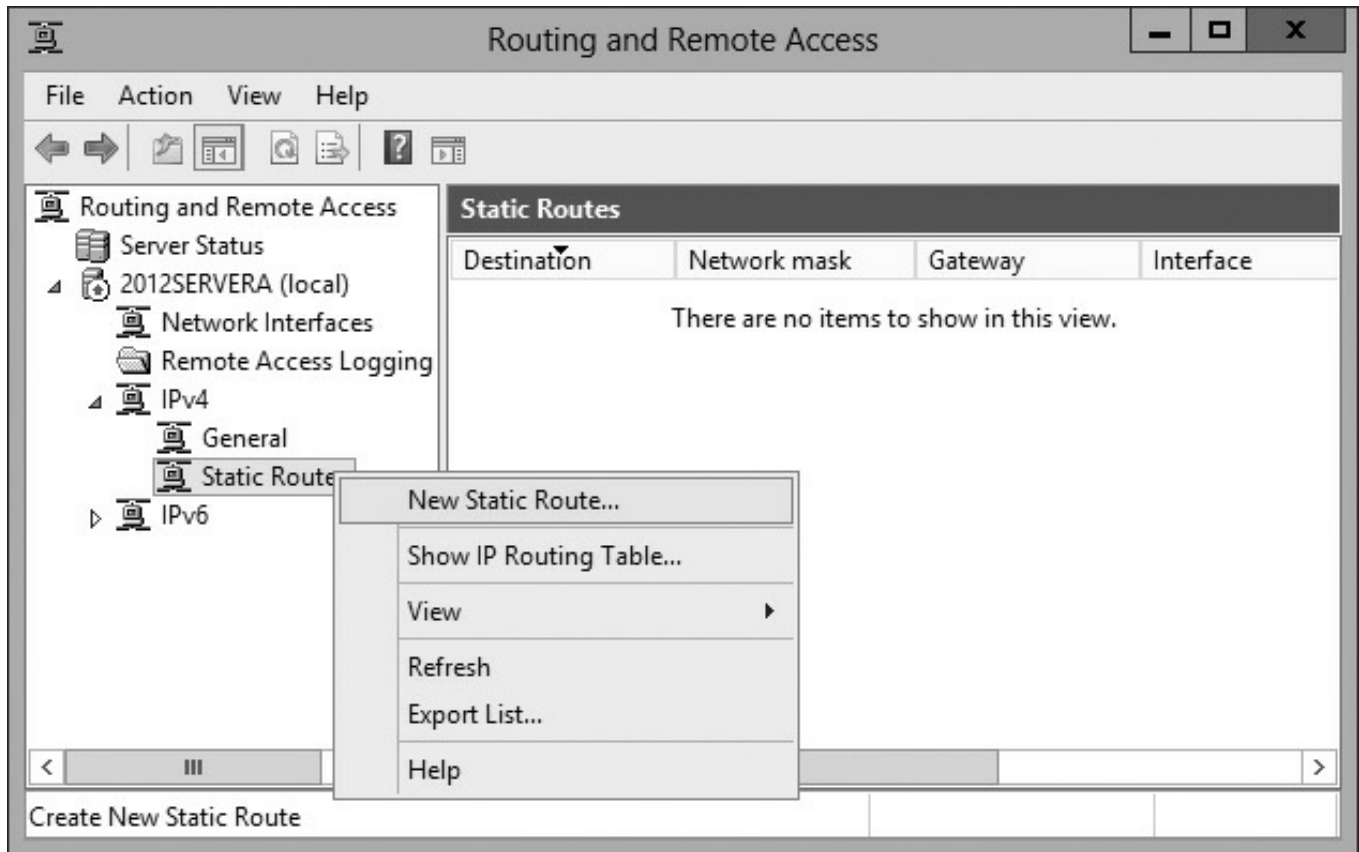 Routing and Remote Access
File Action View Help
Routing and Remote Access
Server Status
2012SERVERA (local)
Network Interfaces
Remote Access Logging
IPv4
General
Static Route
IPv6
Static Routes
Destination Network mask Gateway Interface
There are no items to show in this view.
New Static Route...
Show IP Routing Table...
View
Refresh
Export List...
Help
Create New Static Route